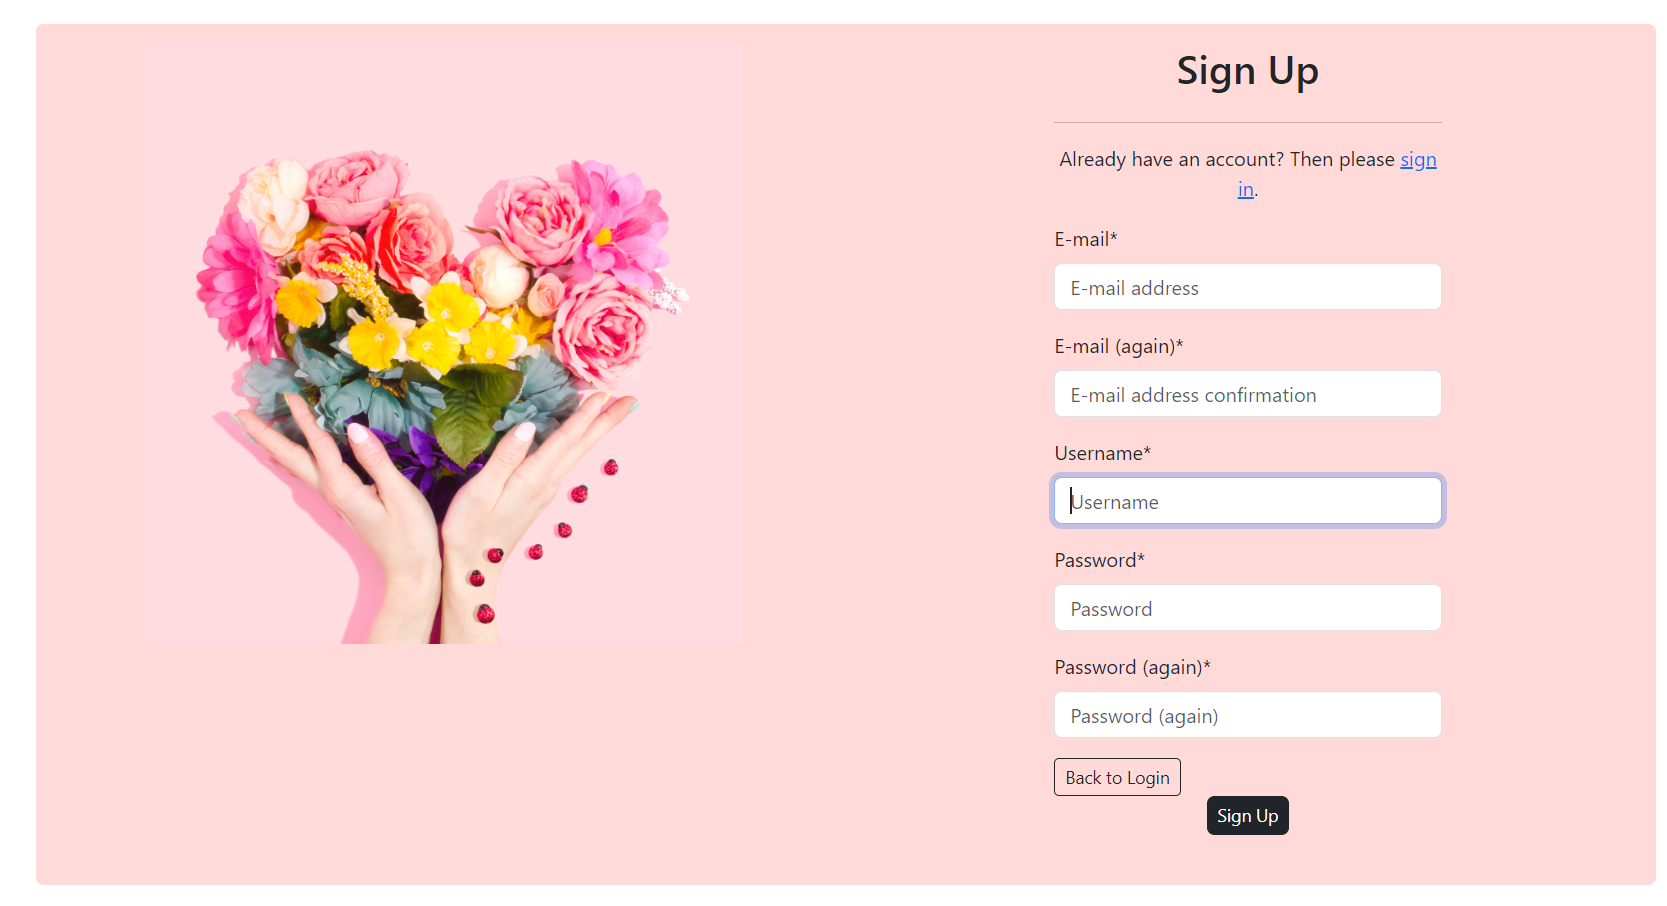 Sign Up
Already have an account? Then please sign
in.
E-mail*
E-mail address
E-mail (again)*
E-mail address confirmation
Username*
Username
Password*
Password
Password (again)*
Password (again)
Back to Login
Sign Up